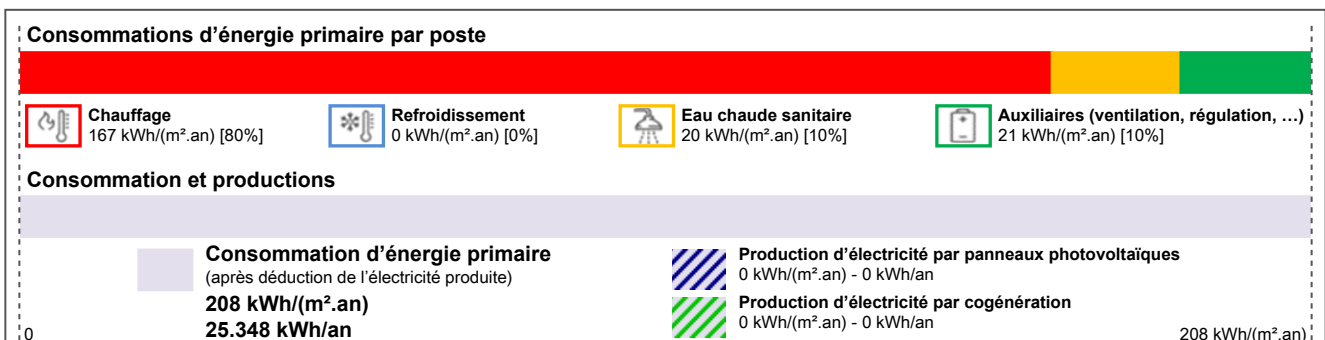 Consommations d’énergie primaire par poste
Chauffage
167 kWh/(m².an) [80%]
Refroidissement
0 kWh/(m².an) [0%]
Eau chaude sanitaire
20 kWh/(m².an) [10%]
Auxiliaires (ventilation, régulation, …)
21 kWh/(m².an) [10%]
Consommation et productions
Consommation d’énergie primaire
(après déduction de l’électricité produite)
208 kWh/(m².an)
25.348 kWh/an
Production d’électricité par panneaux photovoltaïques
0 kWh/(m².an) - 0 kWh/an
Production d’électricité par cogénération
0 kWh/(m².an) - 0 kWh/an
0
208 kWh/(m².an)